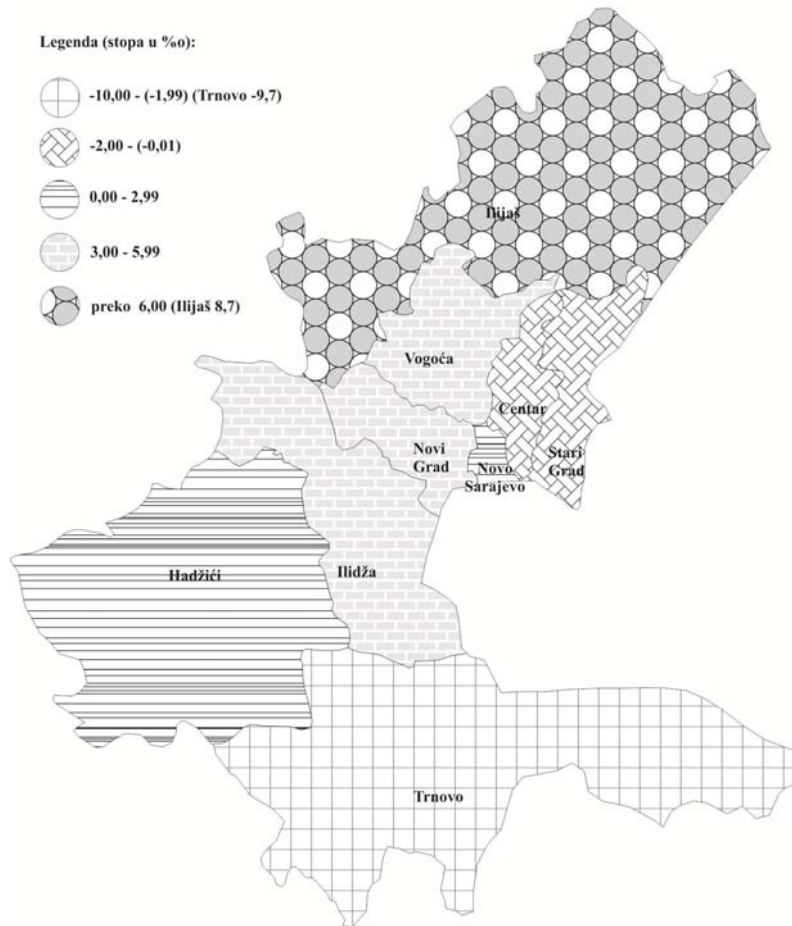 Legenda (stopa u %o):
-10,00 - (-1,99) (Trnovo -9,7)
-2,00 - (-0,01)
0,00 - 2,99
3,00 - 5,99
preko 6,00 (Ilijaš 8,7)
Ilijaš
Vogoća
Centar
Novi
Grad
Stari
Grad
Novo
Sarajevo
Hadžići
Ilidža
Trnovo